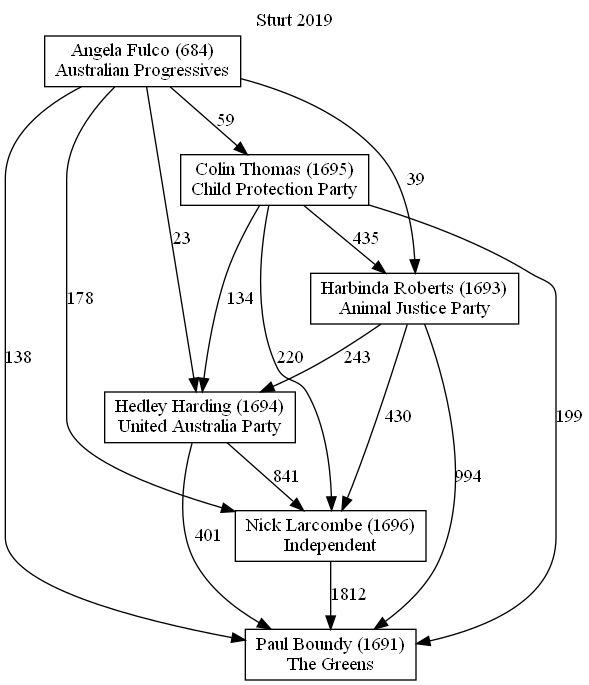 Sturt 2019
Angela Fulco (684)
Australian Progressives
59
Colin Thomas (1695)
Child Protection Party
39
23
435
Harbinda Roberts (1693)
Animal Justice Party
178
134
138
220
243
Hedley Harding (1694)
United Australia Party
430
199
841
994
401
Nick Larcombe (1696)
Independent
1812
Paul Boundy (1691)
The Greens